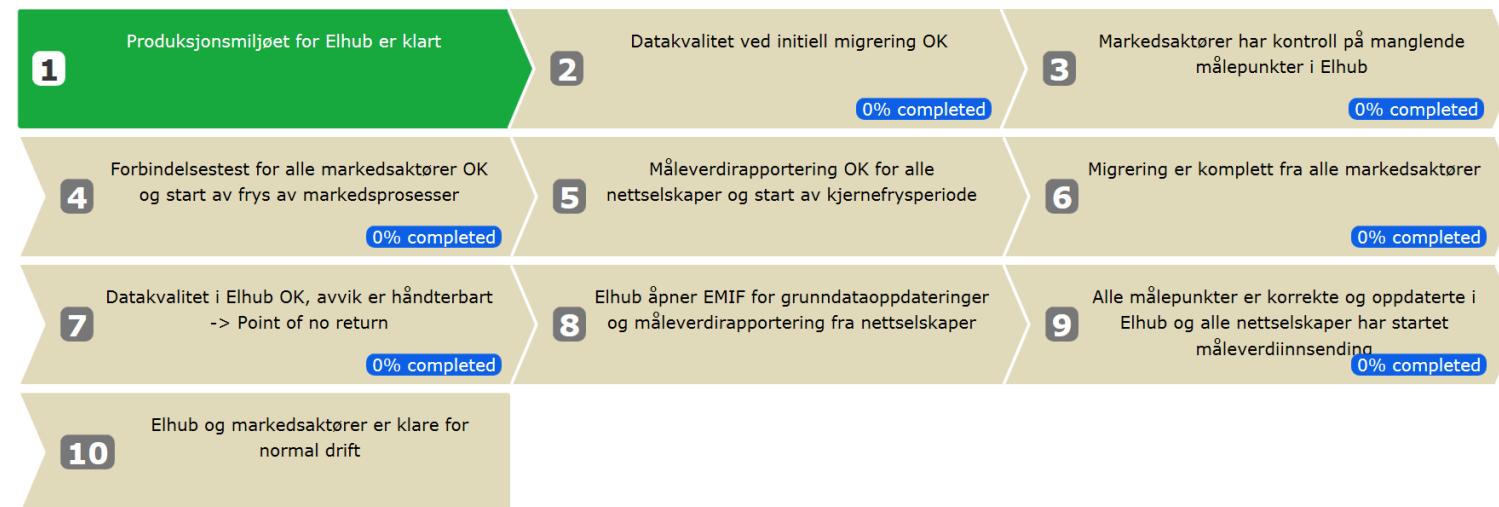 1
Produksjonsmiljøet for Elhub er klart
2
Datakvalitet ved initiell migrering OK
0% completed
3
Markedsaktører har kontroll på manglende
målepunkter i Elhub
0% completed
4
Forbindelsestest for alle markedsaktører OK
og start av frys av markedsprosesser
0% completed
5
Måleverdirapportering OK for alle
nettselskaper og start av kjernefrysperiode
6
Migrering er komplett fra alle markedsaktører
0% completed
7
Datakvalitet i Elhub OK, avvik er håndterbart
-> Point of no return
0% completed
8
Elhub åpner EMIF for grunndataoppdateringer
og måleverdirapportering fra nettselskaper
9
Alle målepunkter er korrekte og oppdaterte i
Elhub og alle nettselskaper har startet
måleverdiinnsending
0% completed
10
Elhub og markedsaktører er klare for
normal drift